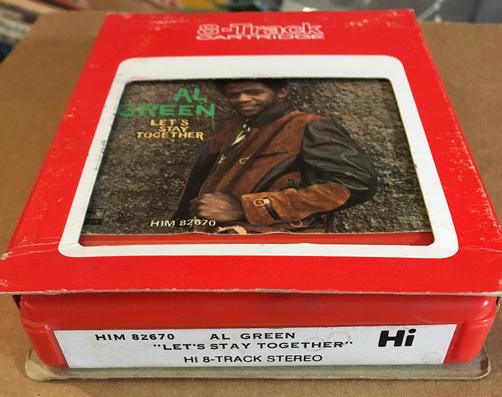 8-Track
CARTRIDGE
AL
GREEN
LET'S
STAY
TOGETHER
HIM 82670
HIM 82670 AL GREEN Hi
"LET'S STAY TOGETHER"
HI 8-TRACK STEREO